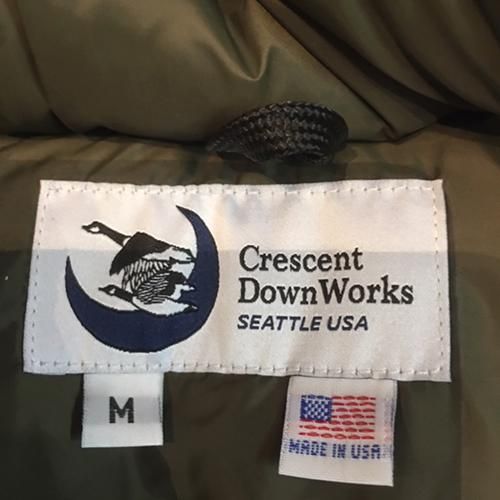 Crescent
DownWorks
SEATTLE USA
M
MADE IN USA